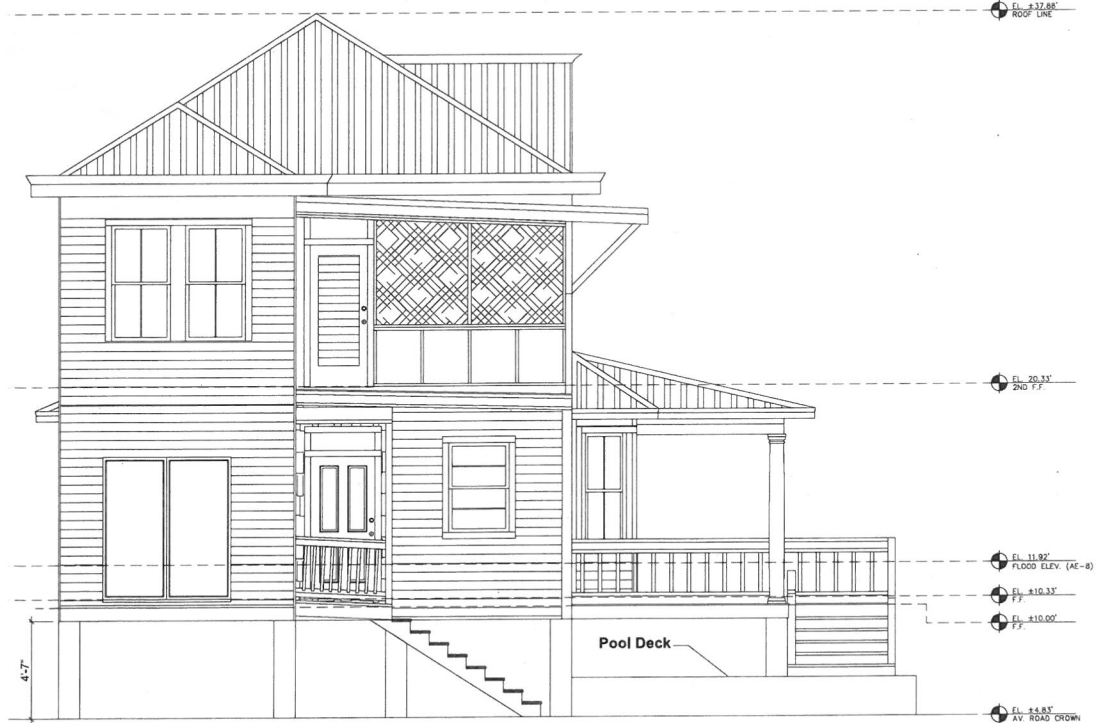 EL. ±37.88'
ROOF LINE
EL. 20.33'
2ND F.F.
EL. 11.92'
FLOOD ELEV. (AE-8)
EL. ±10.33'
F.F.
EL. ±10.00'
F.F.
Pool Deck
4'-7"
EL. ±4.83'
AV. ROAD CROWN